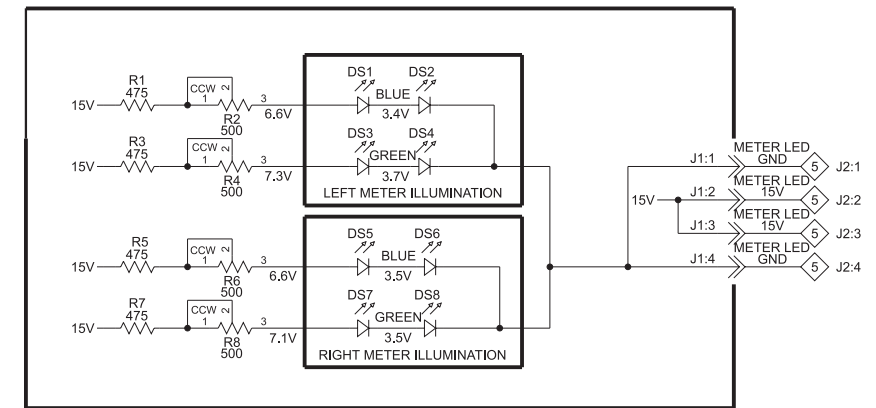 R1
475
15V
CCW
1
2
R2
500
3
6.6V
DS1
DS2
BLUE
3.4V
R3
475
15V
CCW
1
2
R4
500
3
7.3V
DS3
DS4
GREEN
3.7V
LEFT METER ILLUMINATION
R5
475
15V
CCW
1
2
R6
500
3
6.6V
DS5
DS6
BLUE
3.5V
R7
475
15V
CCW
1
2
R8
500
3
7.1V
DS7
DS8
GREEN
3.5V
RIGHT METER ILLUMINATION
15V
J1:1
METER LED
GND
5
J2:1
J1:2
METER LED
15V
5
J2:2
J1:3
METER LED
15V
5
J2:3
J1:4
METER LED
GND
5
J2:4